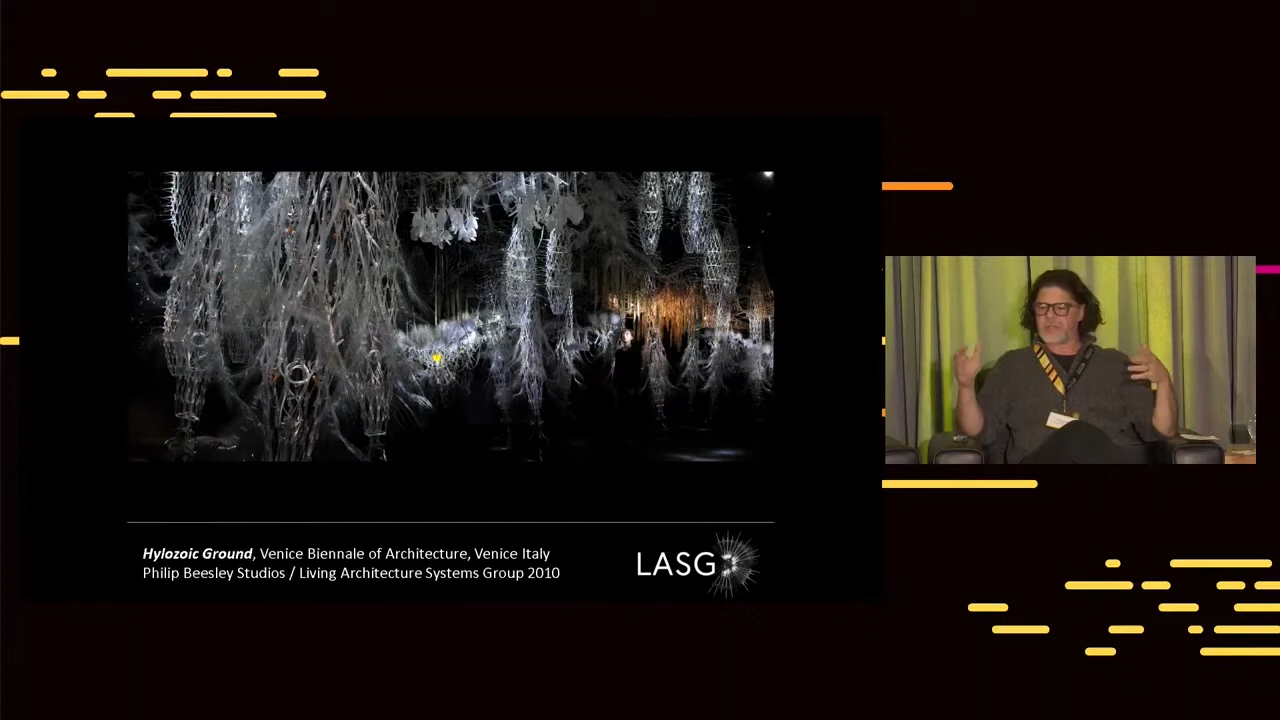 Hylozoic Ground, Venice Biennale of Architecture, Venice Italy
Philip Beesley Studios / Living Architecture Systems Group 2010
LASG